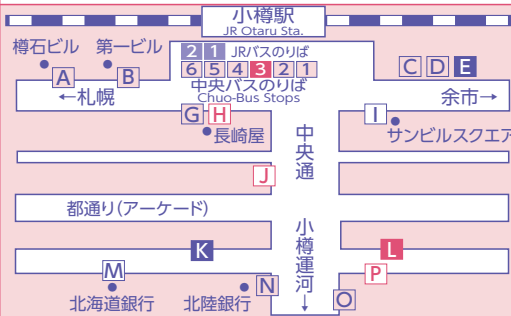 小樽駅
JR Otaru Sta.
樽石ビル
第一ビル
2 1 JRバスのりば
6 5 4 3 2 1
中央バスのりば
Chuo-Bus Stops
A
B
C D E
←札幌
余市→
G H
I
長崎屋
サンビルスクエア
中央通
J
都通り(アーケード)
小樽運河→
K
L
M
P
N
O
北海道銀行
北陸銀行